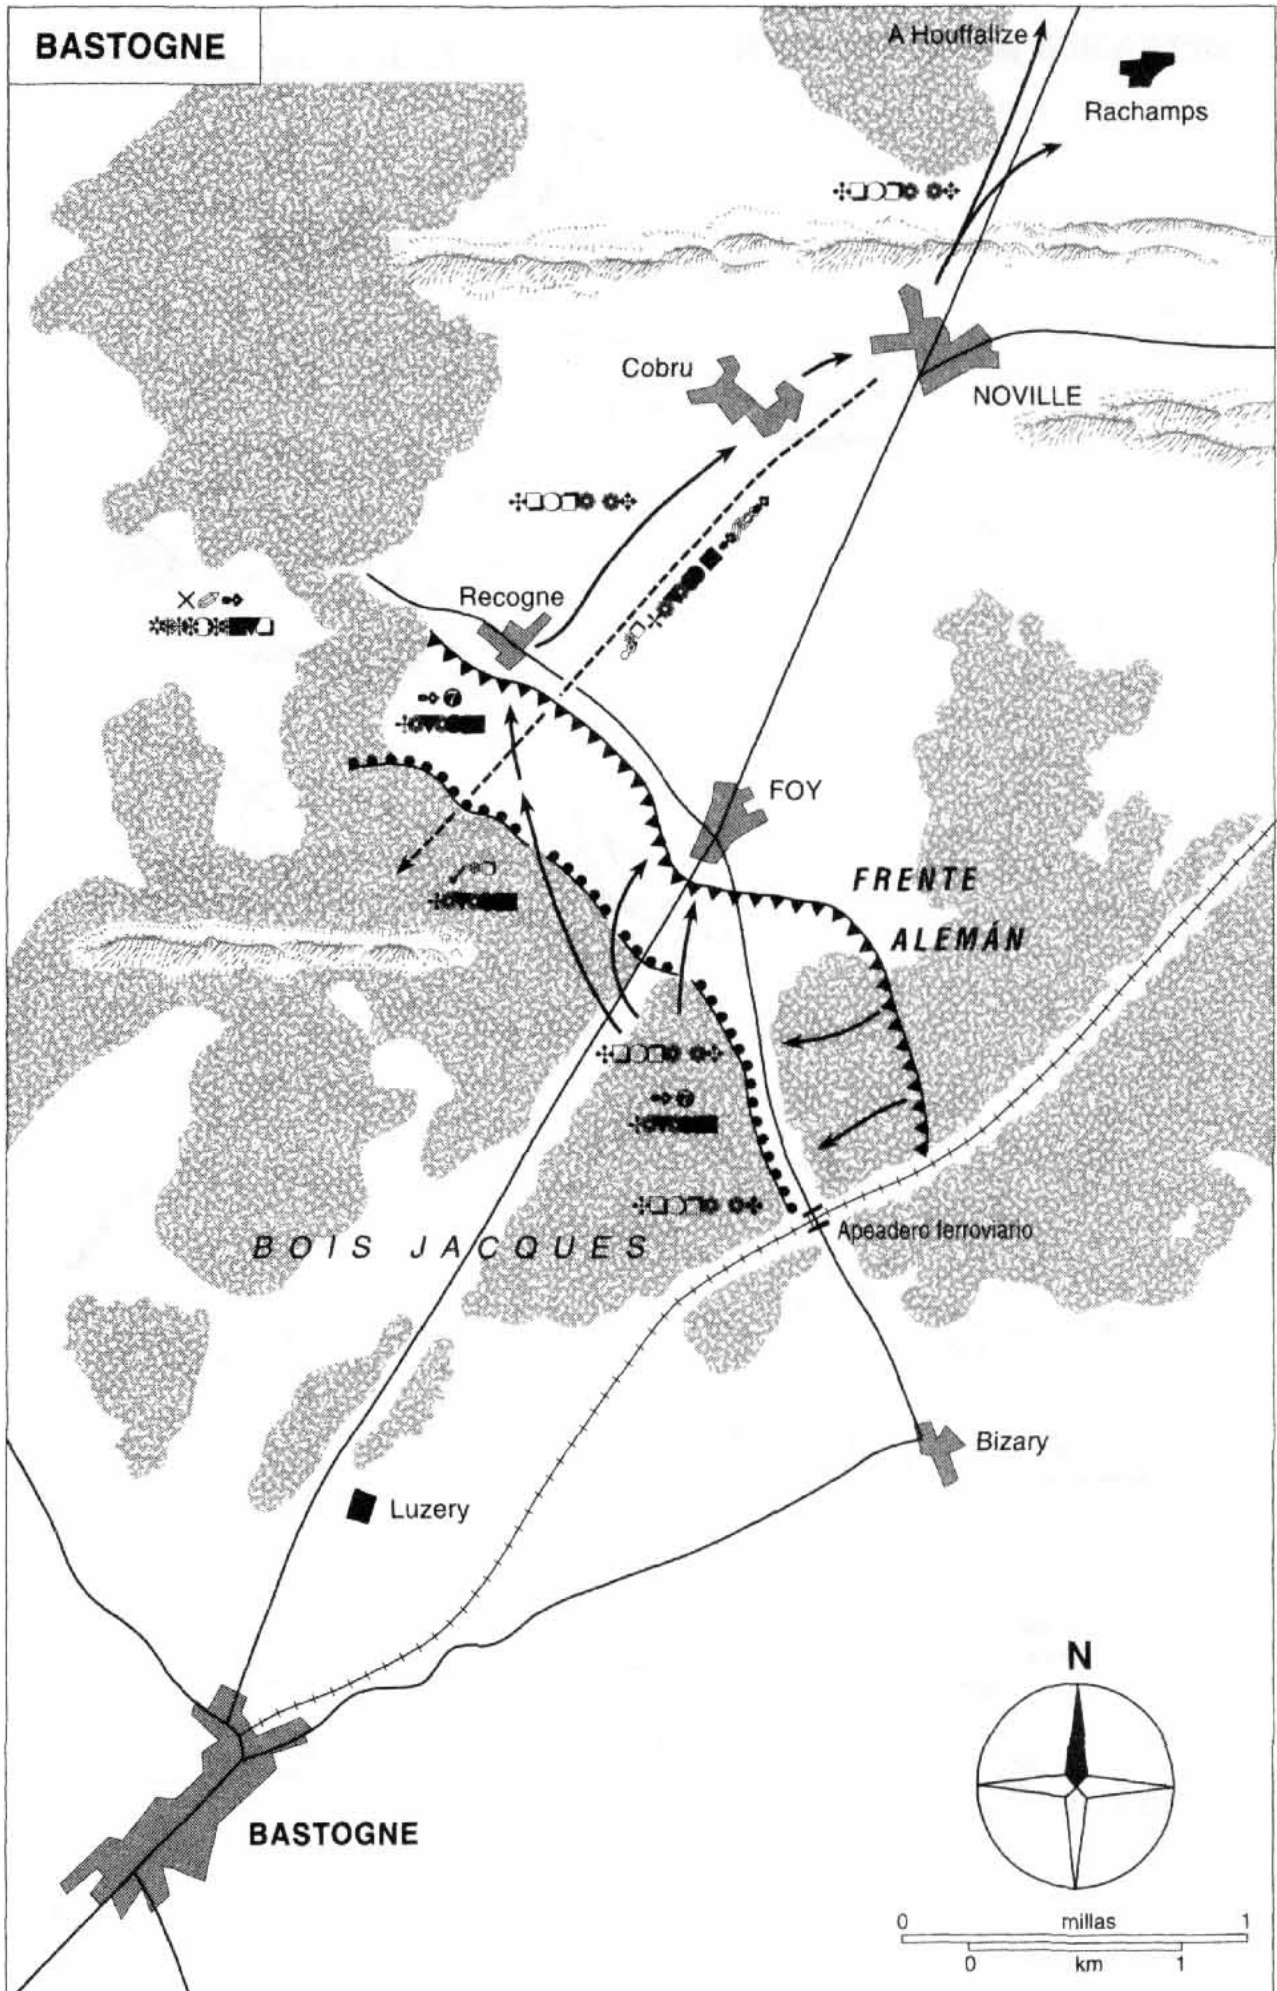 BASTOGNE
A Houffalize
Rachamps
Cobru
NOVILLE
Recogne
FOY
FRENTE
ALEMÁN
BOIS JACQUES
Apeadero ferroviario
Bizary
Luzery
N
BASTOGNE
0 millas 1
0 km 1